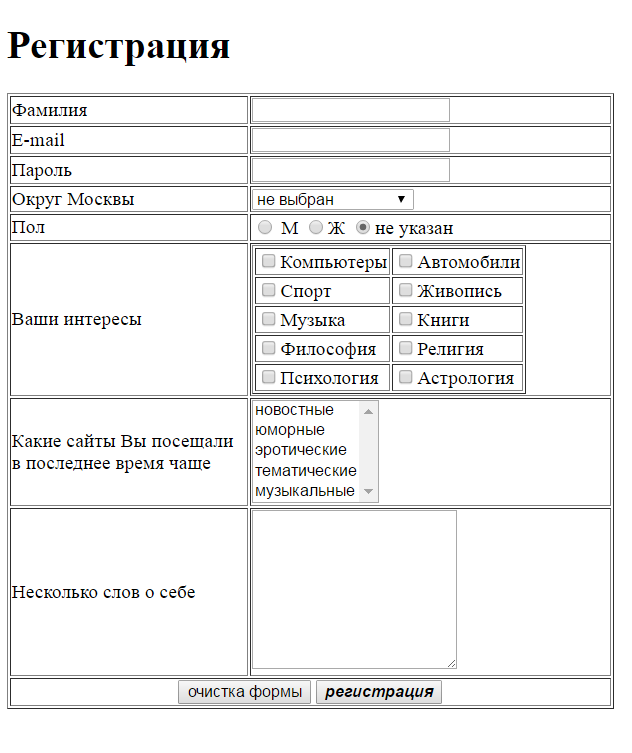 Регистрация
Фамилия
E-mail
Пароль
Округ Москвы не выбран
Пол М Ж не указан
Ваши интересы
Компьютеры Автомобили
Спорт Живопись
Музыка Книги
Философия Религия
Психология Астрология
Какие сайты Вы посещали
в последнее время чаще
новостные
юморные
эротические
тематические
музыкальные
Несколько слов о себе
очистка формы регистрация